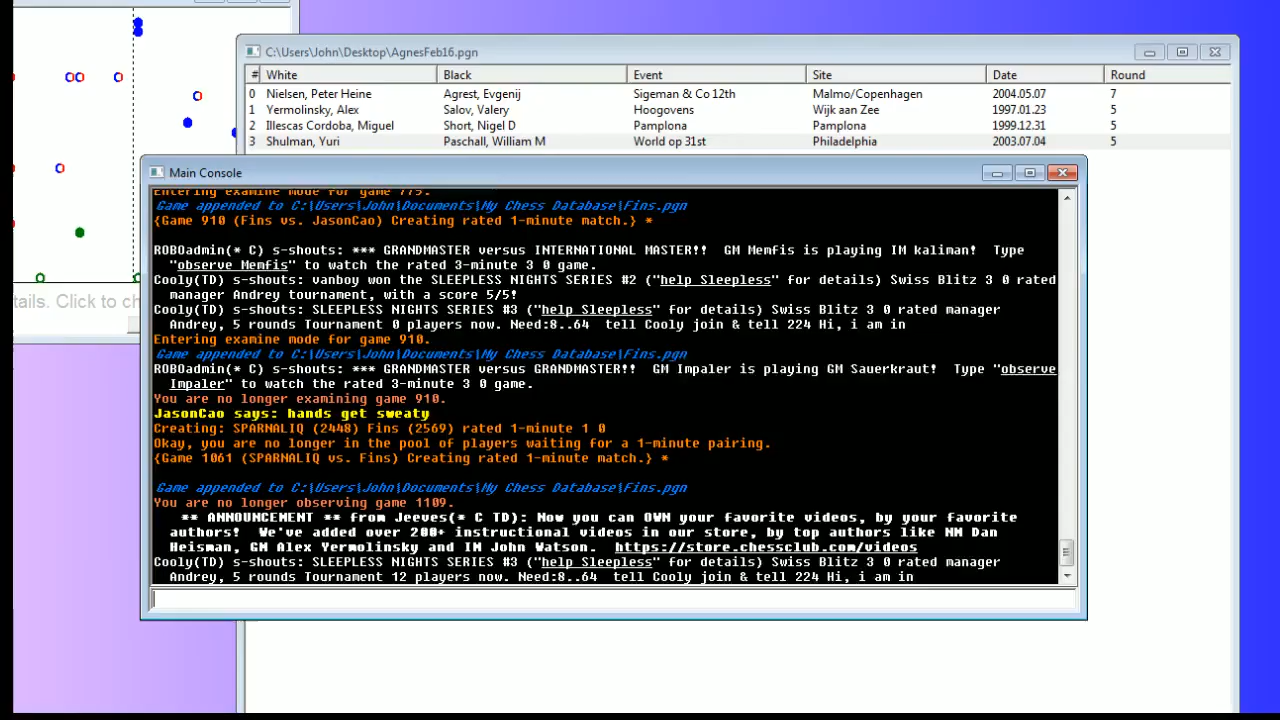 C:\Users\John\Desktop\AgnesFeb16.pgn
# White Black Event Site Date Round
0 Nielsen, Peter Heine Agrest, Evgenij Sigeman & Co 12th Malmo/Copenhagen 2004.05.07 7
1 Yermolinsky, Alex Salov, Valery Hoogovens Wijk aan Zee 1997.01.23 5
2 Illescas Cordoba, Miguel Short, Nigel D Pamplona Pamplona 1999.12.31 5
3 Shulman, Yuri Paschall, William M World op 31st Philadelphia 2003.07.04 5
tails. Click to ch
Main Console
Entering examine mode for game 775.
Game appended to C:\Users\John\Documents\My Chess Database\Fins.pgn
{Game 910 (Fins vs. JasonCao) Creating rated 1-minute match.} *
ROBOadmin(* C) s-shouts: *** GRANDMASTER versus INTERNATIONAL MASTER!! GM Memfis is playing IM kaliman! Type
"observe Memfis" to watch the rated 3-minute 3 0 game.
Cooly(TD) s-shouts: vanboy won the SLEEPLESS NIGHTS SERIES #2 ("help Sleepless" for details) Swiss Blitz 3 0 rated
manager Andrey tournament, with a score 5/5!
Cooly(TD) s-shouts: SLEEPLESS NIGHTS SERIES #3 ("help Sleepless" for details) Swiss Blitz 3 0 rated manager
Andrey, 5 rounds Tournament 0 players now. Need:8..64 tell Cooly join & tell 224 Hi, i am in
Entering examine mode for game 910.
Game appended to C:\Users\John\Documents\My Chess Database\Fins.pgn
ROBOadmin(* C) s-shouts: *** GRANDMASTER versus GRANDMASTER!! GM Impaler is playing GM Sauerkraut! Type "observe
Impaler" to watch the rated 3-minute 3 0 game.
You are no longer examining game 910.
JasonCao says: hands get sweaty
Creating: SPARNALIQ (2448) Fins (2569) rated 1-minute 1 0
Okay, you are no longer in the pool of players waiting for a 1-minute pairing.
{Game 1061 (SPARNALIQ vs. Fins) Creating rated 1-minute match.} *
Game appended to C:\Users\John\Documents\My Chess Database\Fins.pgn
You are no longer observing game 1109.
** ANNOUNCEMENT ** from Jeeves(* C TD): Now you can OWN your favorite videos, by your favorite
authors! We've added over 200+ instructional videos in our store, by top authors like NM Dan
Heisman, GM Alex Yermolinsky and IM John Watson. https://store.chessclub.com/videos
Cooly(TD) s-shouts: SLEEPLESS NIGHTS SERIES #3 ("help Sleepless" for details) Swiss Blitz 3 0 rated manager
Andrey, 5 rounds Tournament 12 players now. Need:8..64 tell Cooly join & tell 224 Hi, i am in